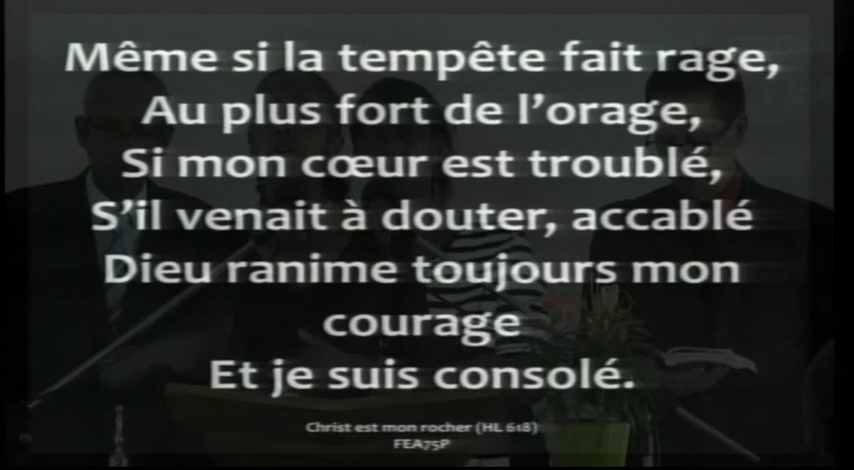 Même si la tempête fait rage,
Au plus fort de l'orage,
Si mon cœur est troublé,
S'il venait à douter, accablé
Dieu ranime toujours mon
courage
Et je suis consolé.
Christ est mon rocher (HL 618)
FEA75P